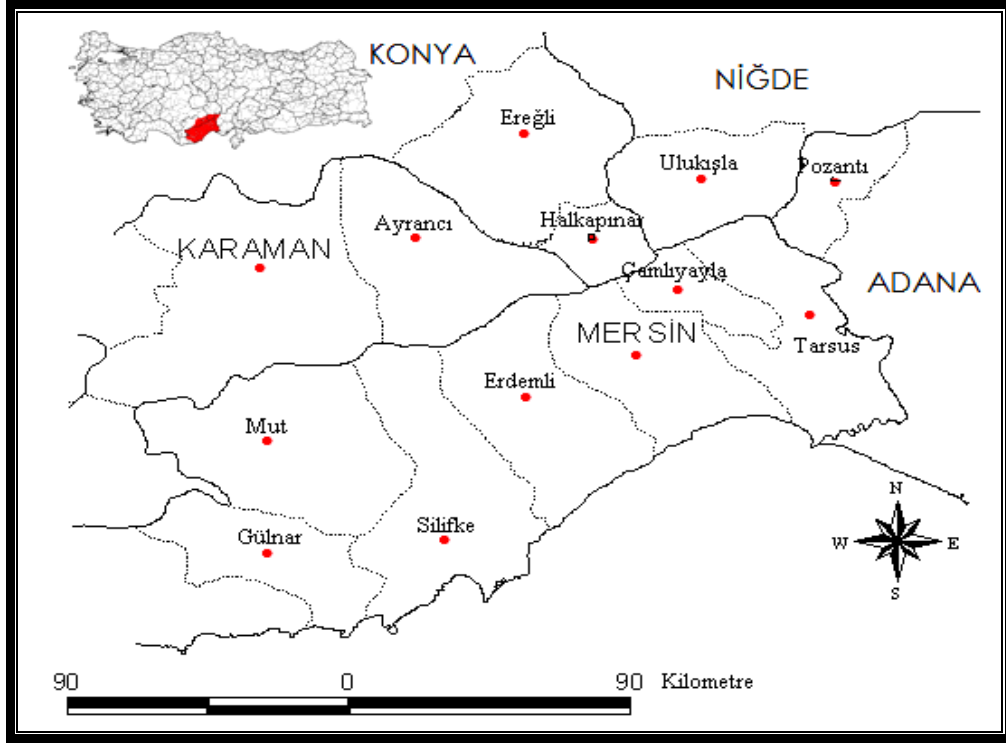 KONYA
NİĞDE
Ereğli
Ulukışla
Pozantı
Ayrancı
Halkapınar
KARAMAN
Çamlıyayla
ADANA
MERSİN
Tarsus
Erdemli
Mut
N
Silifke
Gülnar
W
E
S
90
0
90
Kilometre